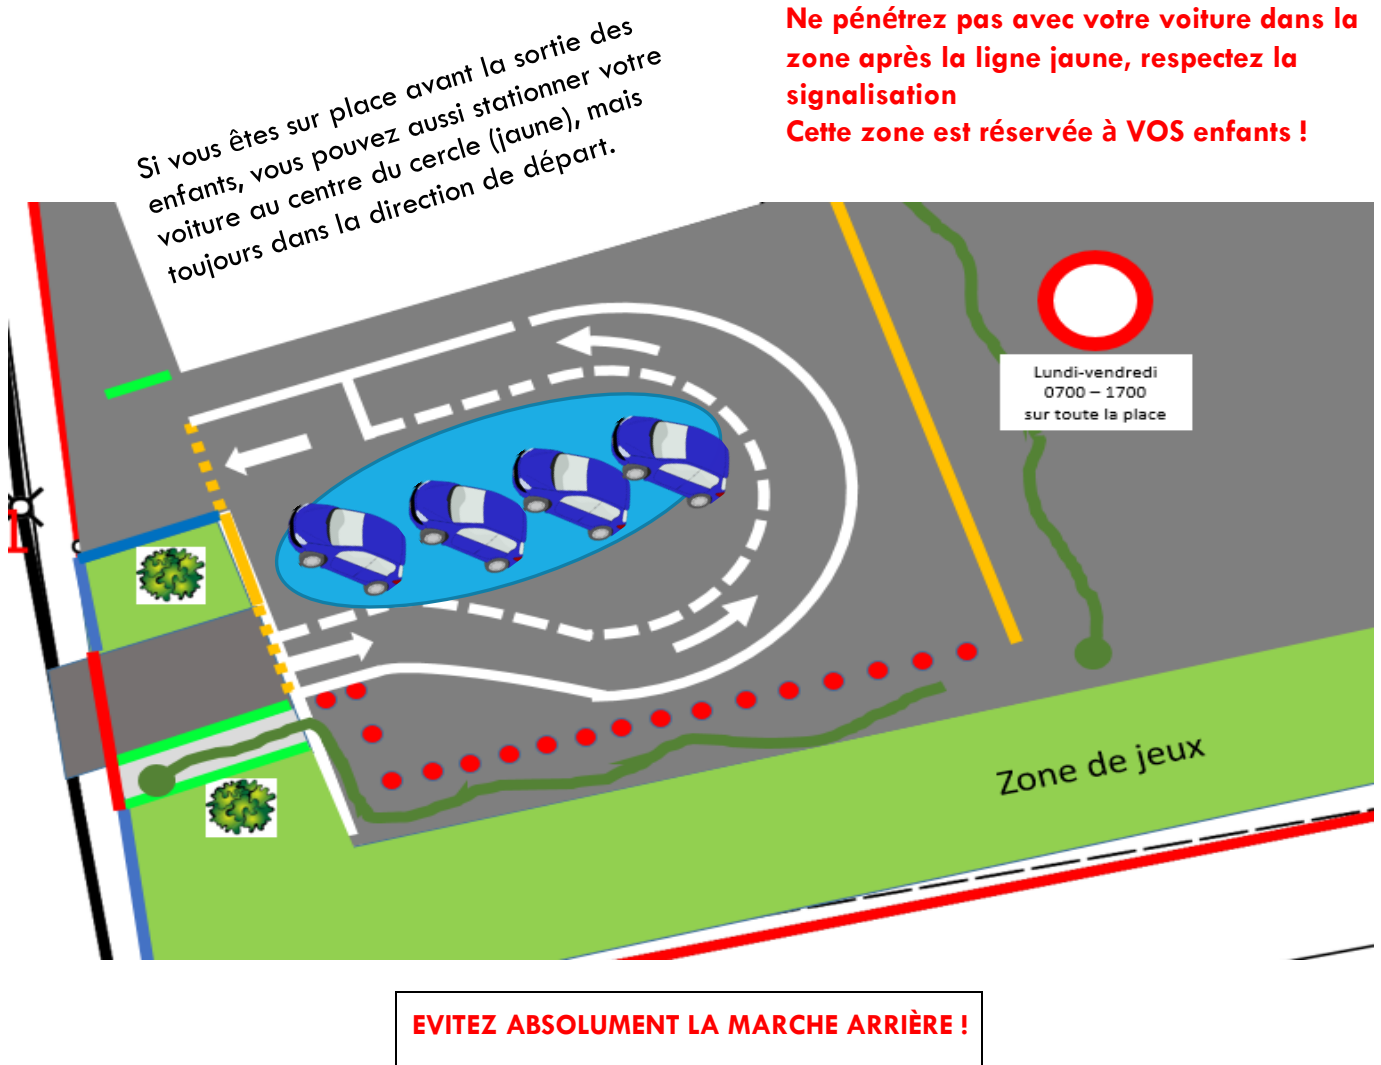 Si vous êtes sur place avant la sortie des
enfants, vous pouvez aussi stationner votre
voiture au centre du cercle (jaune), mais
toujours dans la direction de départ.
Ne pénétrez pas avec votre voiture dans la
zone après la ligne jaune, respectez la
signalisation
Cette zone est réservée à VOS enfants !
Lundi-vendredi
0700 – 1700
sur toute la place
Zone de jeux
EVITEZ ABSOLUMENT LA MARCHE ARRIÈRE !